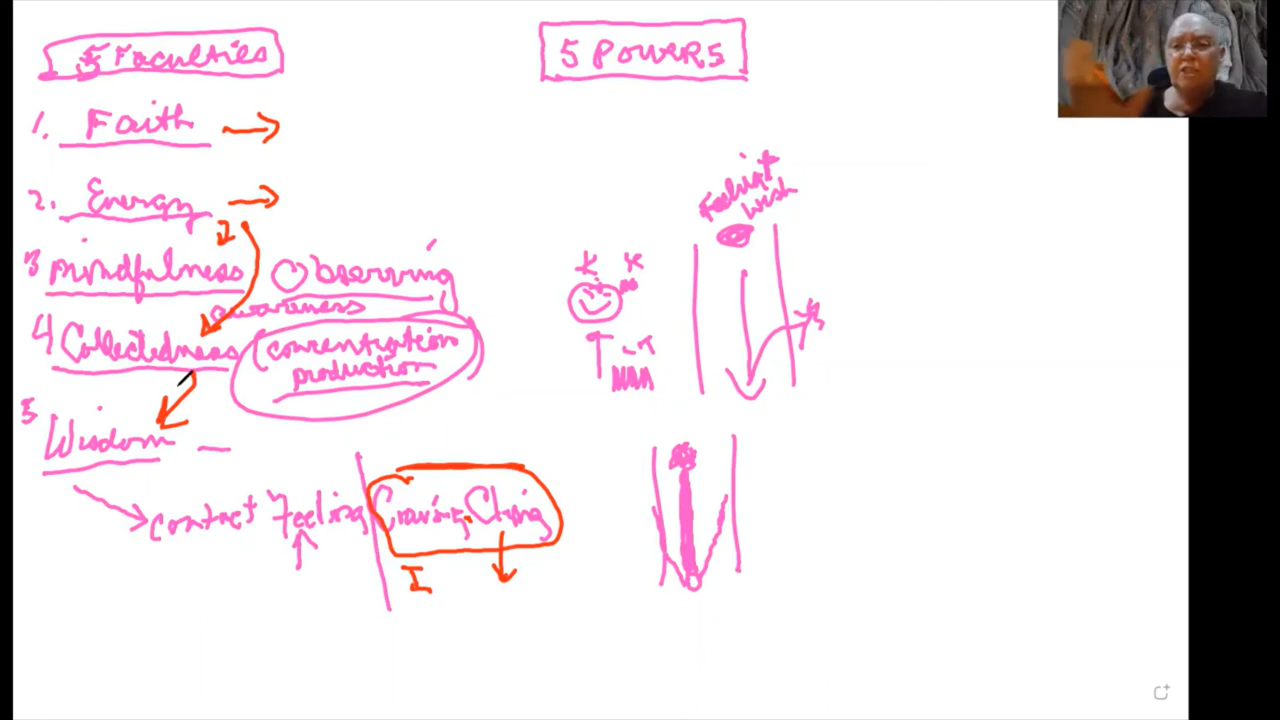 5 Faculties
5 POWERS
1. Faith
2. Energy
3 mindfulness Observing
awareness
4 Collectedness (concentration
production
5 Wisdom
contact Feeling Craving Clinging
I
Feeling +
wish